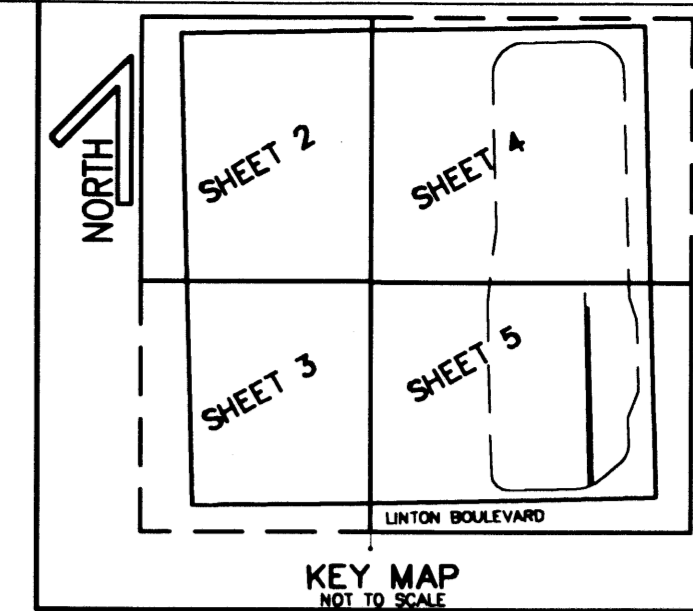 NORTH
SHEET 2
SHEET 4
SHEET 3
SHEET 5
LINTON BOULEVARD
KEY MAP
NOT TO SCALE